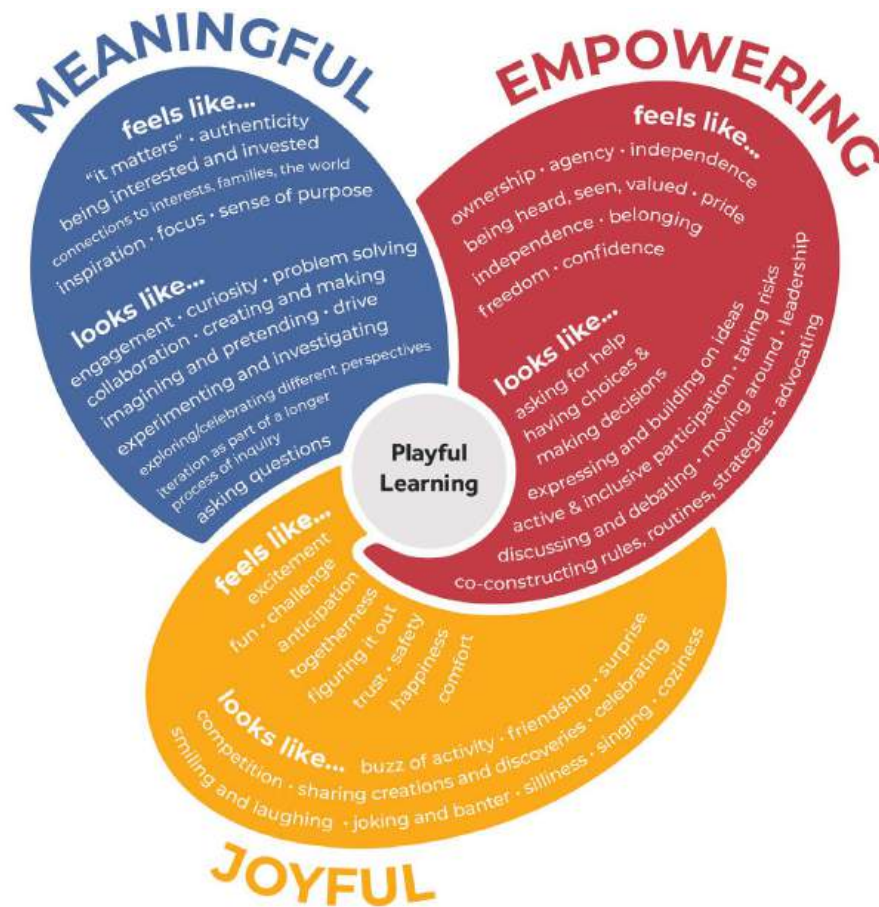 MEANINGFUL
feels like...
"it matters" • authenticity
being interested and invested
connections to interests, families, the world
inspiration • focus • sense of purpose
looks like...
engagement • curiosity • problem solving
collaboration • creating and making
imagining and pretending • drive
experimenting and investigating
exploring/celebrating different perspectives
iteration as part of a longer
process of inquiry
asking questions
EMPOWERING
feels like...
ownership • agency • independence
being heard, seen, valued • pride
independence • belonging
freedom • confidence
looks like...
asking for help
having choices &
making decisions
expressing and building on ideas
active & inclusive participation • taking risks
discussing and debating • moving around • leadership
co-constructing rules, routines, strategies • advocating
Playful
Learning
feels like...
excitement
fun • challenge
anticipation
togetherness
figuring it out
trust • safety
happiness
comfort
looks like...
buzz of activity • friendship • surprise
competition • sharing creations and discoveries • celebrating
smiling and laughing • joking and banter • silliness • singing • coziness
JOYFUL